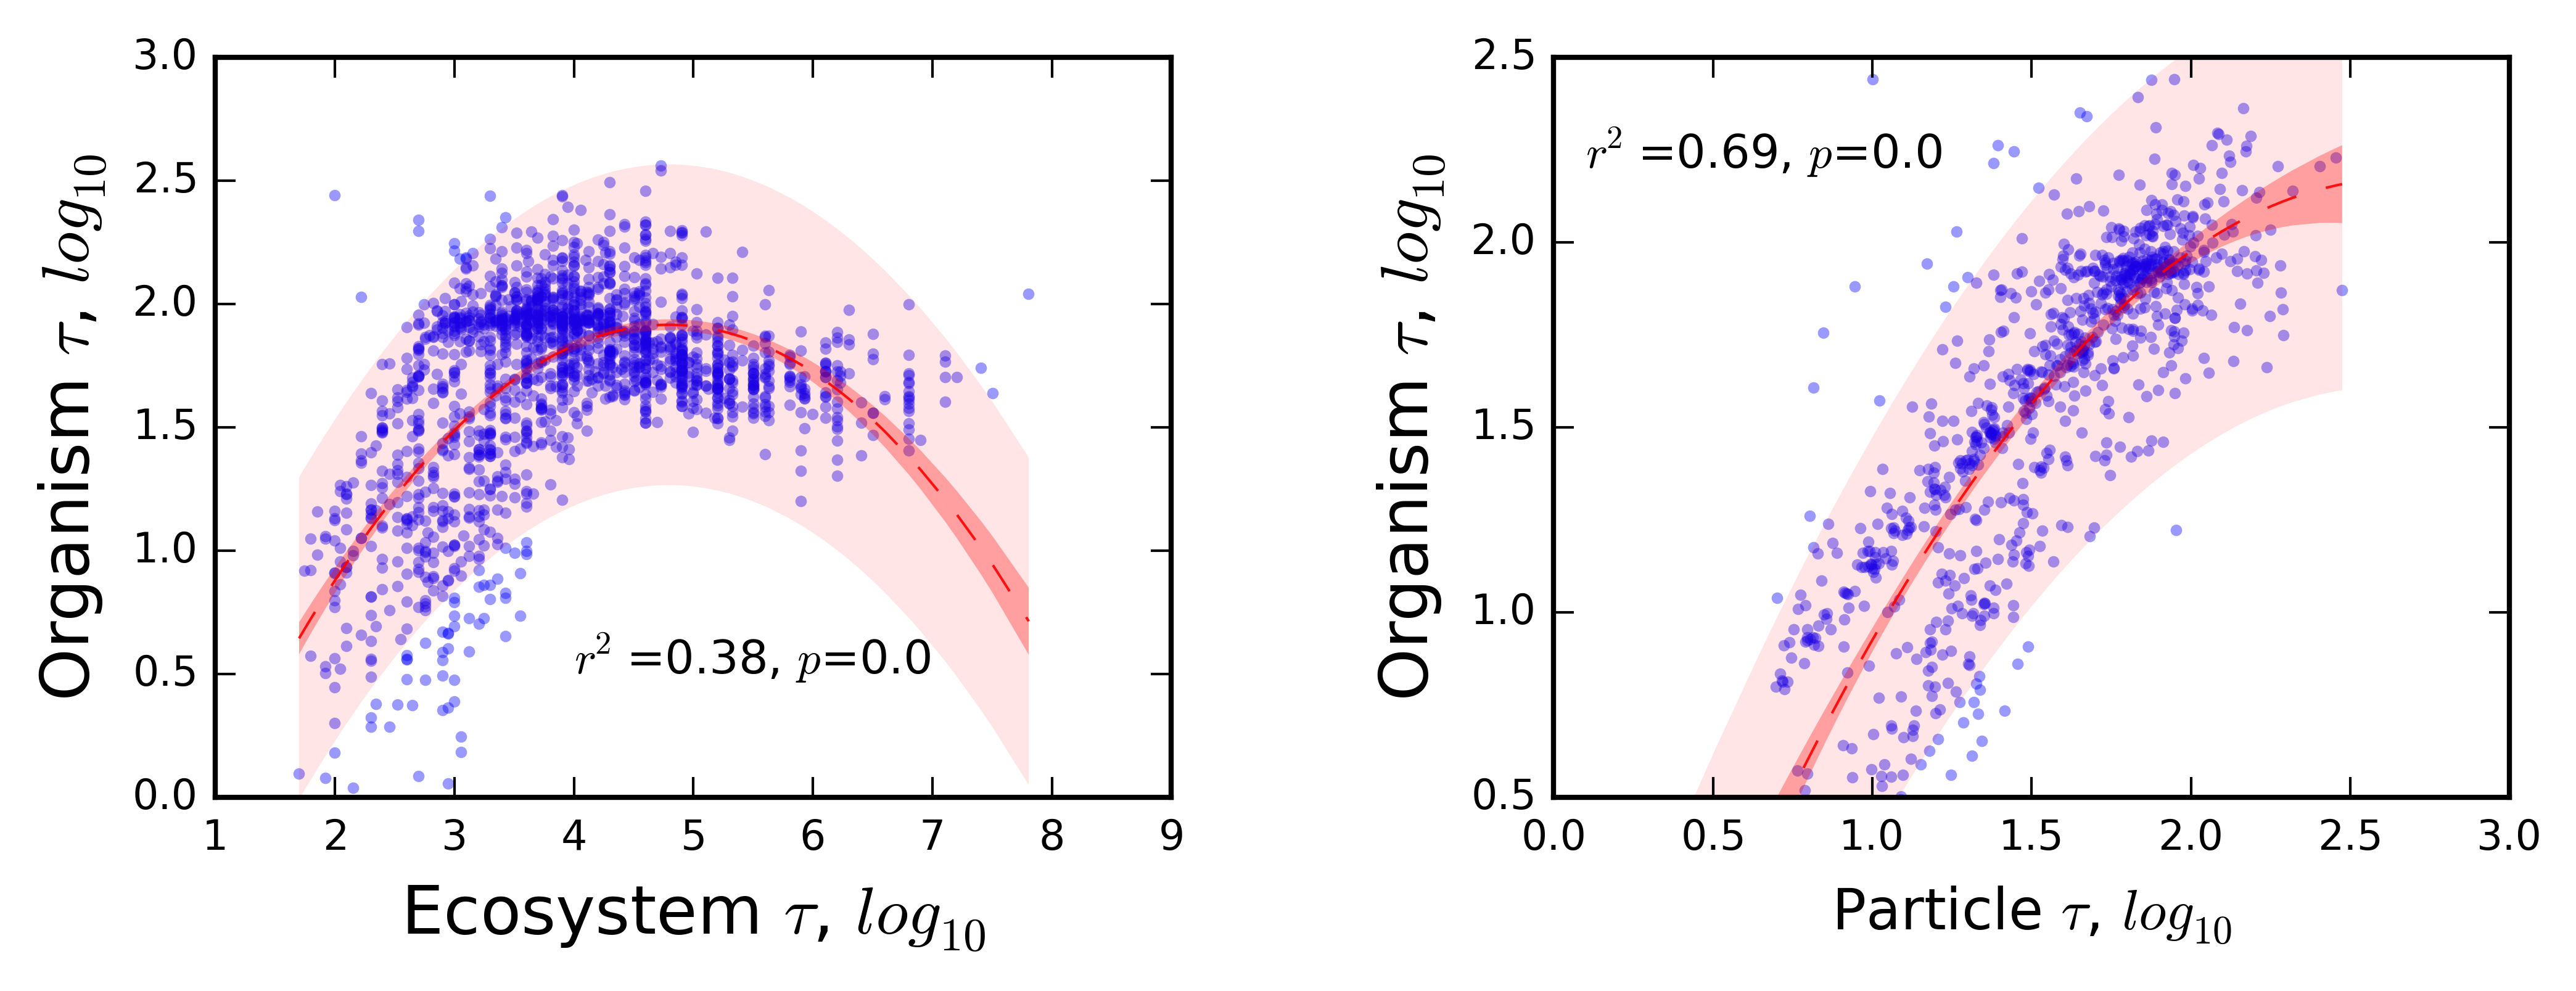 3.0
2.5
2.0
1.5
1.0
0.5
0.0
1 2 3 4 5 6 7 8 9
Organism τ, log10
Ecosystem τ, log10
r² =0.38, p=0.0
2.5
2.0
1.5
1.0
0.5
0.0 0.5 1.0 1.5 2.0 2.5 3.0
Organism τ, log10
Particle τ, log10
r² =0.69, p=0.0